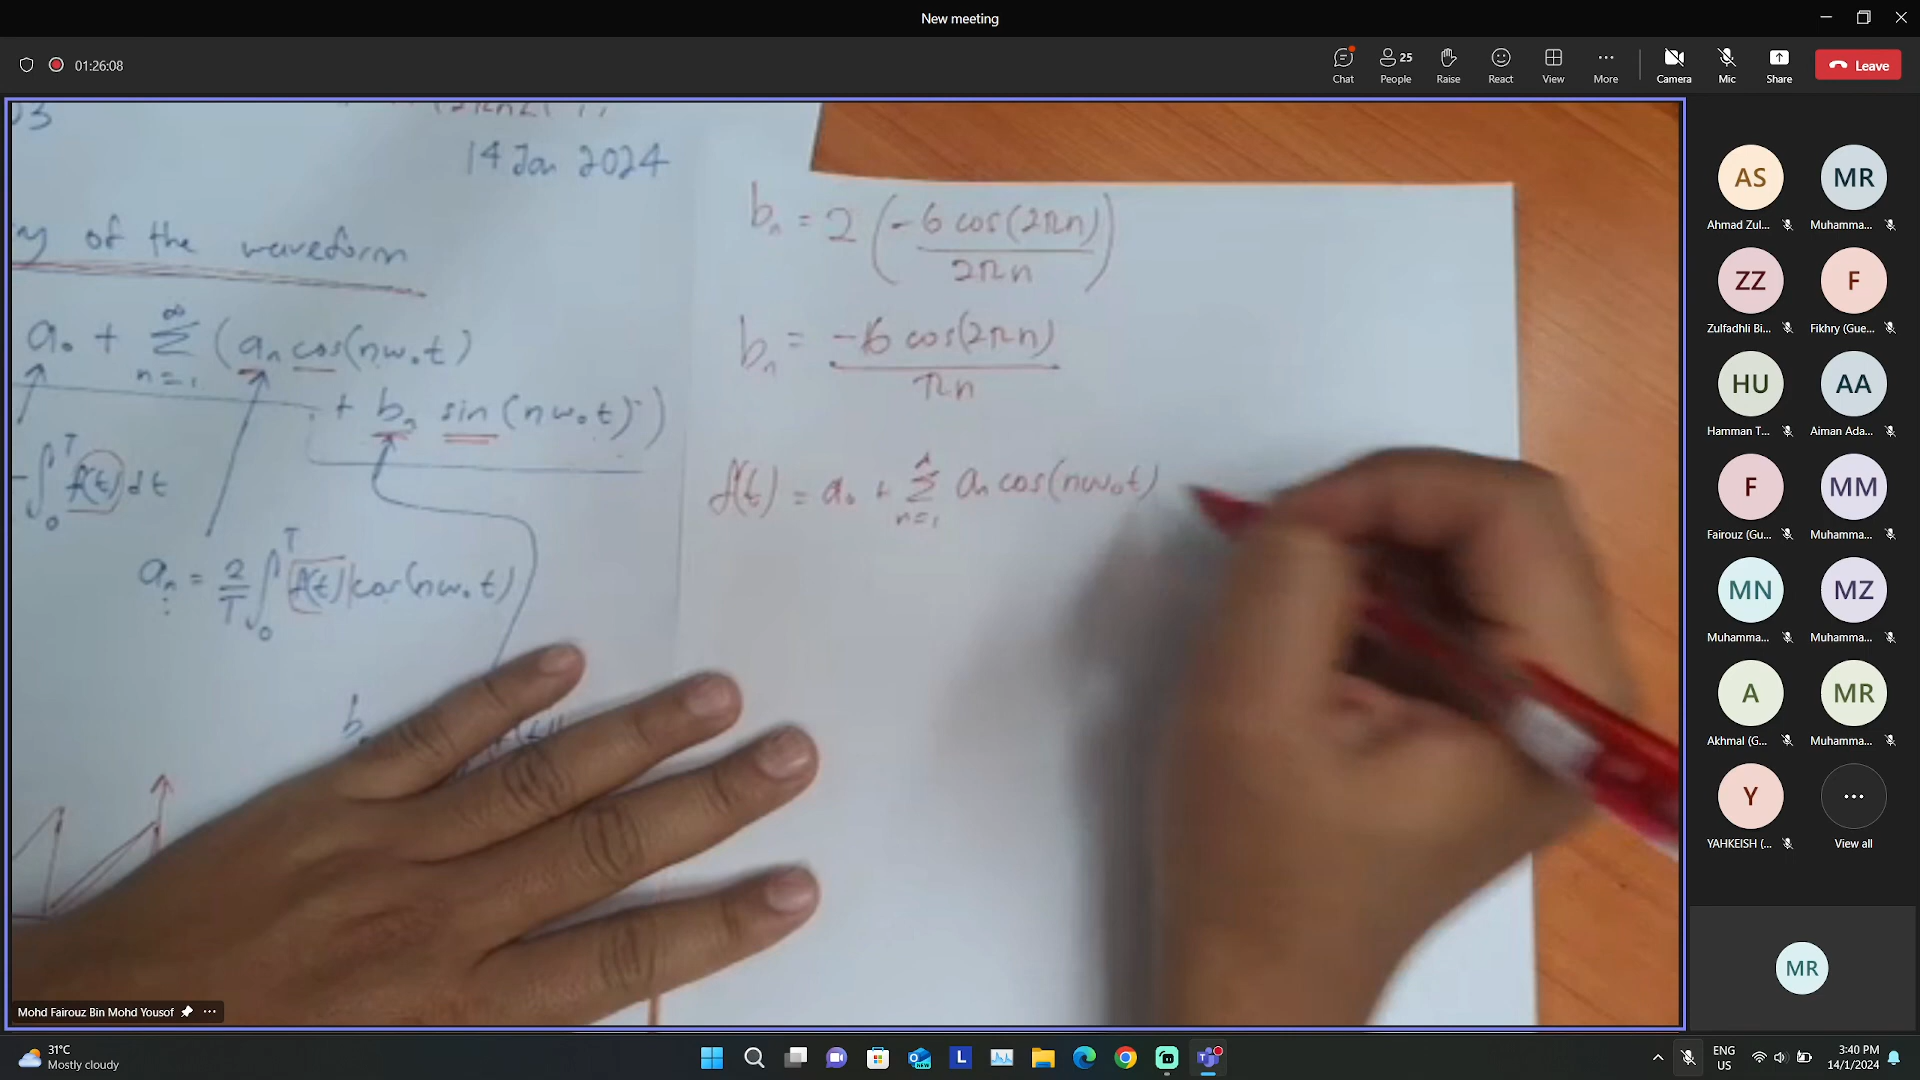 New meeting
01:26:08
Chat
25
People
Raise
React
View
More
Camera
Mic
Share
Leave
03
14 Jan 2024
of the waveform
a₀ + ∑ (aₙ cos(nω₀t)
∞
n=1
+ bₙ sin(nω₀t))
∫₀ᵀ f(t) dt
aₙ = 2/T ∫₀ᵀ f(t) cos(nω₀t)
b
bₙ = 2 (-6 cos(2πn) / 2πn)
bₙ = -6 cos(2πn) / πn
f(t) = a₀ + ∑ aₙ cos(nω₀t)
n=1
AS
MR
Ahmad Zul...
Muhamma...
ZZ
F
Zulfadhli Bi...
Fikhry (Gue...
HU
AA
Hamman T...
Aiman Ada...
F
MM
Fairouz (Gu...
Muhamma...
MN
MZ
Muhamma...
Muhamma...
A
MR
Akhmal (G...
Muhamma...
Y
...
YAHKEISH (...
View all
MR
Mohd Fairouz Bin Mohd Yousof
31°C
Mostly cloudy
NEW
L
ENG
US
3:40 PM
14/1/2024